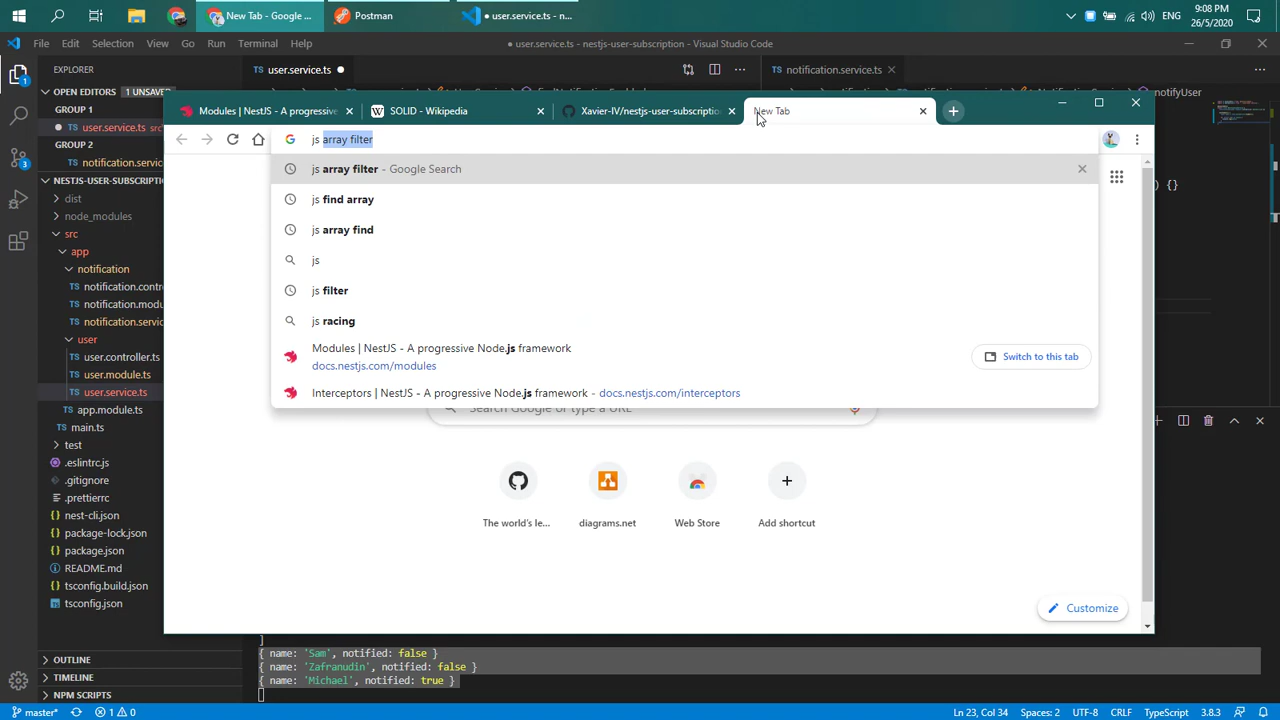 New Tab - Google ...
Postman
● user.service.ts - n...
ENG
9:08 PM
26/5/2020
File Edit Selection View Go Run Terminal Help
● user.service.ts - nestjs-user-subscription - Visual Studio Code
EXPLORER
user.service.ts ●
notification.service.ts
OPEN EDITORS 1 UNSAVED
GROUP 1
user.service.ts src
GROUP 2
notification.servic
NESTJS-USER-SUBSCRIPTIO
dist
node_modules
src
app
notification
notification.contro
notification.modu
notification.servic
user
user.controller.ts
user.module.ts
user.service.ts
app.module.ts
main.ts
test
.eslintrc.js
.gitignore
.prettierrc
nest-cli.json
package-lock.json
package.json
README.md
tsconfig.build.json
tsconfig.json
OUTLINE
TIMELINE
NPM SCRIPTS
Modules | NestJS - A progressive
SOLID - Wikipedia
Xavier-IV/nestjs-user-subscription
New Tab
notifyUser
) {}
js array filter
js array filter - Google Search
js find array
js array find
js
js filter
js racing
Modules | NestJS - A progressive Node.js framework
docs.nestjs.com/modules
Switch to this tab
Interceptors | NestJS - A progressive Node.js framework - docs.nestjs.com/interceptors
Search Google or type a URL
The world's le...
diagrams.net
Web Store
Add shortcut
Customize
]
{ name: 'Sam', notified: false }
{ name: 'Zafranudin', notified: false }
{ name: 'Michael', notified: true }
master* 1 0
Ln 23, Col 34 Spaces: 2 UTF-8 CRLF TypeScript 3.8.3